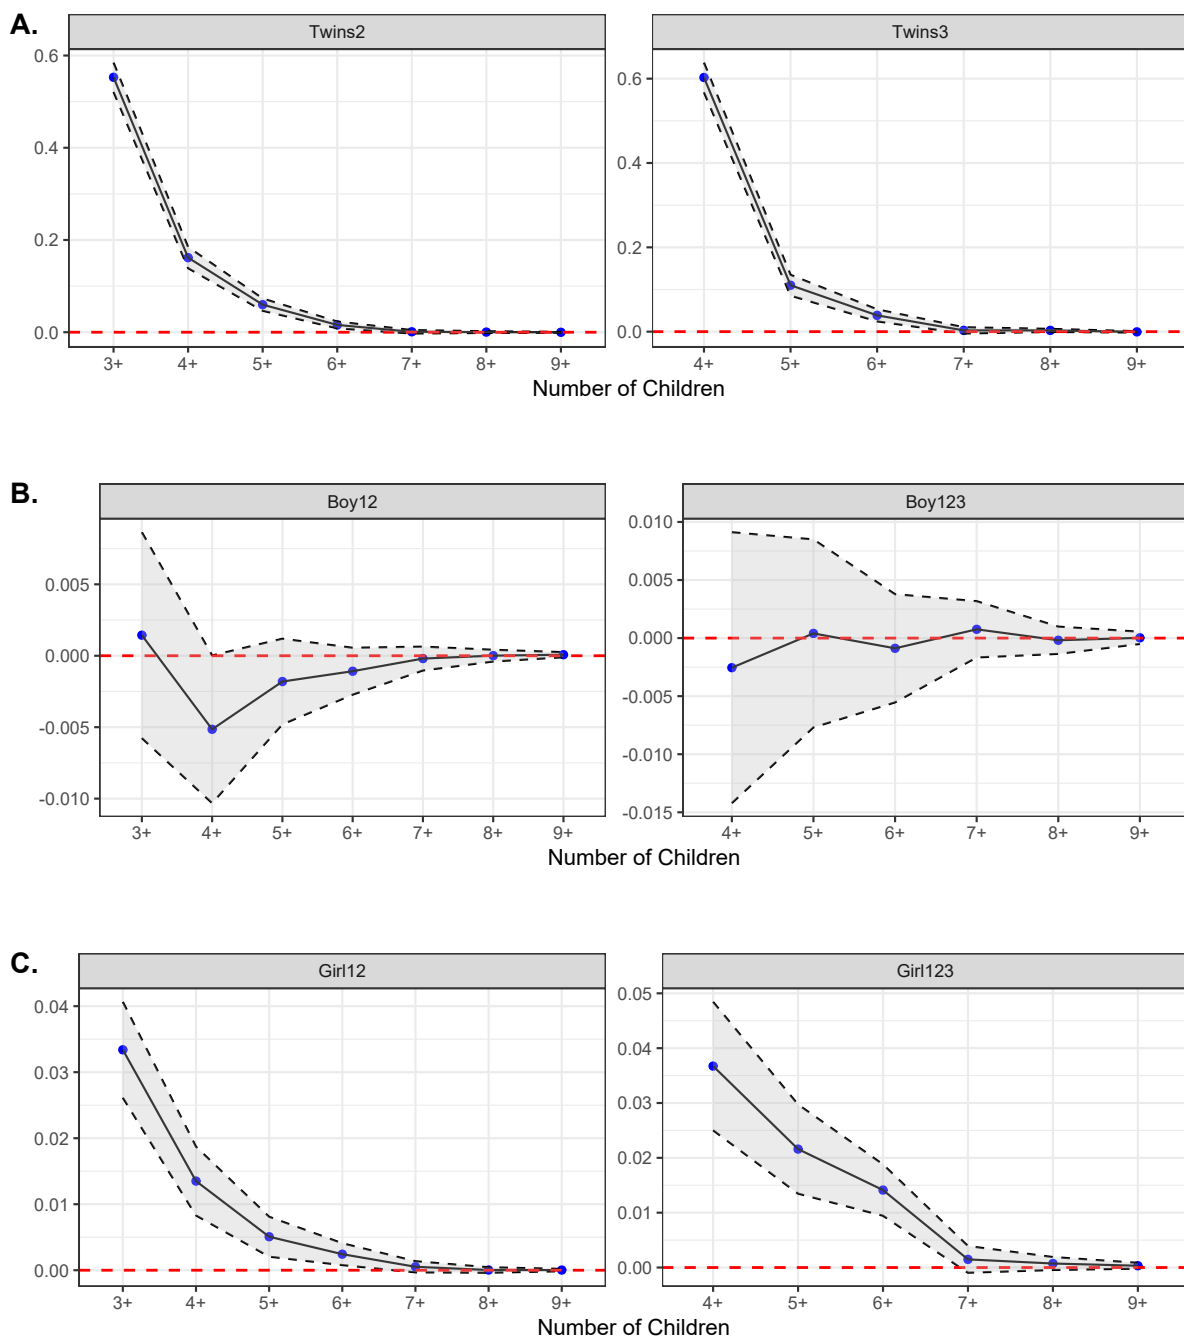 A.
Twins2
Twins3
0.6
0.4
0.2
0.0
0.6
0.4
0.2
0.0
3+ 4+ 5+ 6+ 7+ 8+ 9+
4+ 5+ 6+ 7+ 8+ 9+
Number of Children
B.
Boy12
Boy123
0.005
0.000
-0.005
-0.010
0.010
0.005
0.000
-0.005
-0.010
-0.015
3+ 4+ 5+ 6+ 7+ 8+ 9+
4+ 5+ 6+ 7+ 8+ 9+
Number of Children
C.
Girl12
Girl123
0.04
0.03
0.02
0.01
0.00
0.05
0.04
0.03
0.02
0.01
0.00
3+ 4+ 5+ 6+ 7+ 8+ 9+
4+ 5+ 6+ 7+ 8+ 9+
Number of Children